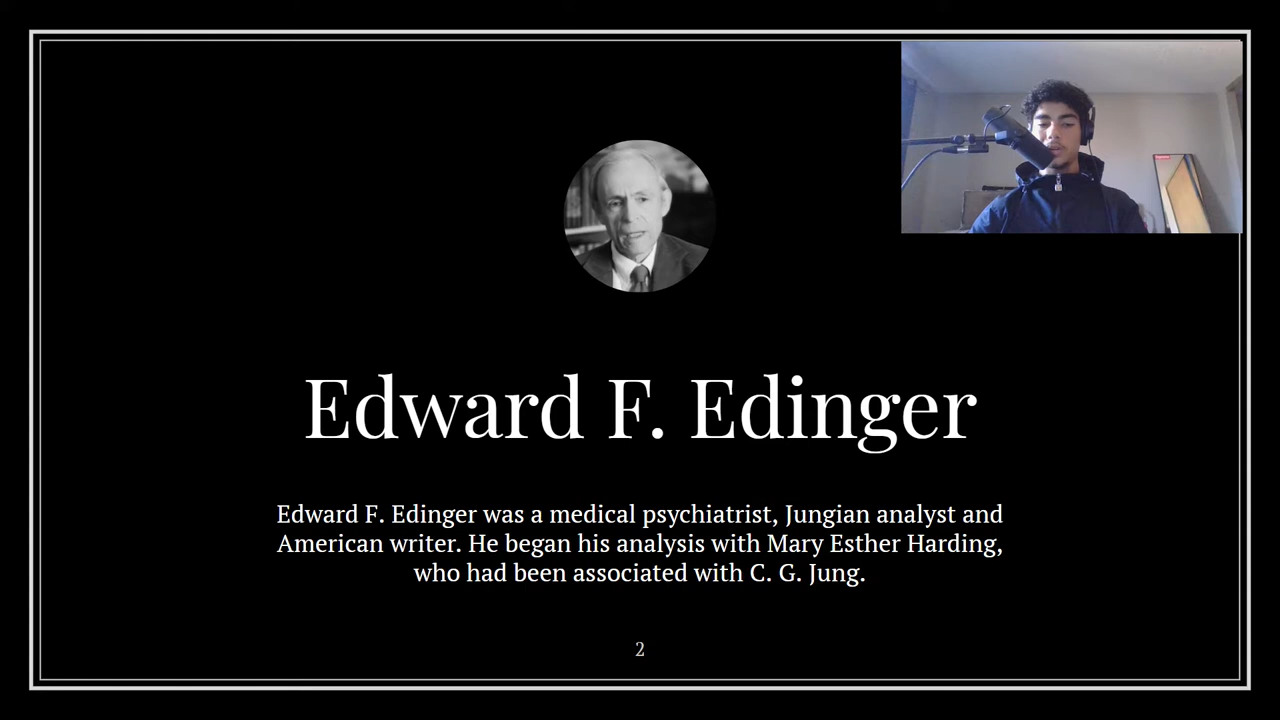 Edward F. Edinger
Edward F. Edinger was a medical psychiatrist, Jungian analyst and
American writer. He began his analysis with Mary Esther Harding,
who had been associated with C. G. Jung.
2